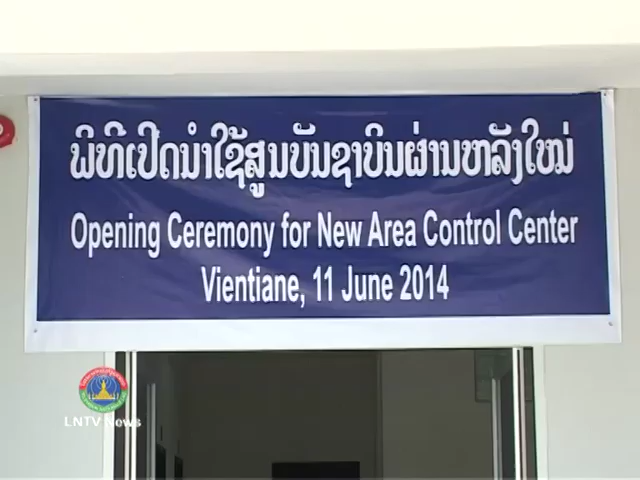 ພິທີເປີດນຳໃຊ້ສູນບັນຊາບິນຜ່ານຫລັງໃໝ່
Opening Ceremony for New Area Control Center
Vientiane, 11 June 2014
LNTV News